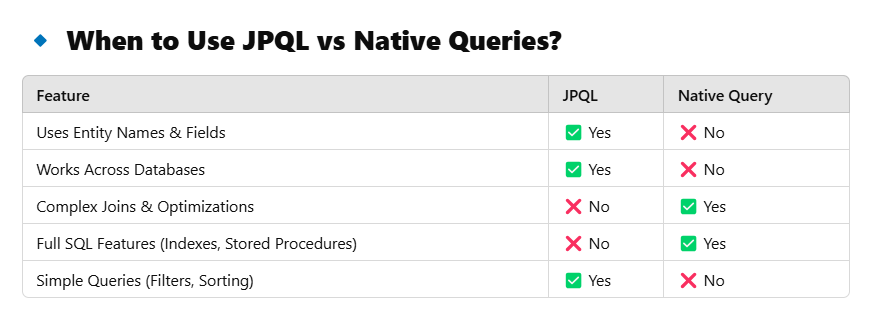 🔹 When to Use JPQL vs Native Queries?
Feature JPQL Native Query
Uses Entity Names & Fields ✅ Yes ❌ No
Works Across Databases ✅ Yes ❌ No
Complex Joins & Optimizations ❌ No ✅ Yes
Full SQL Features (Indexes, Stored Procedures) ❌ No ✅ Yes
Simple Queries (Filters, Sorting) ✅ Yes ❌ No